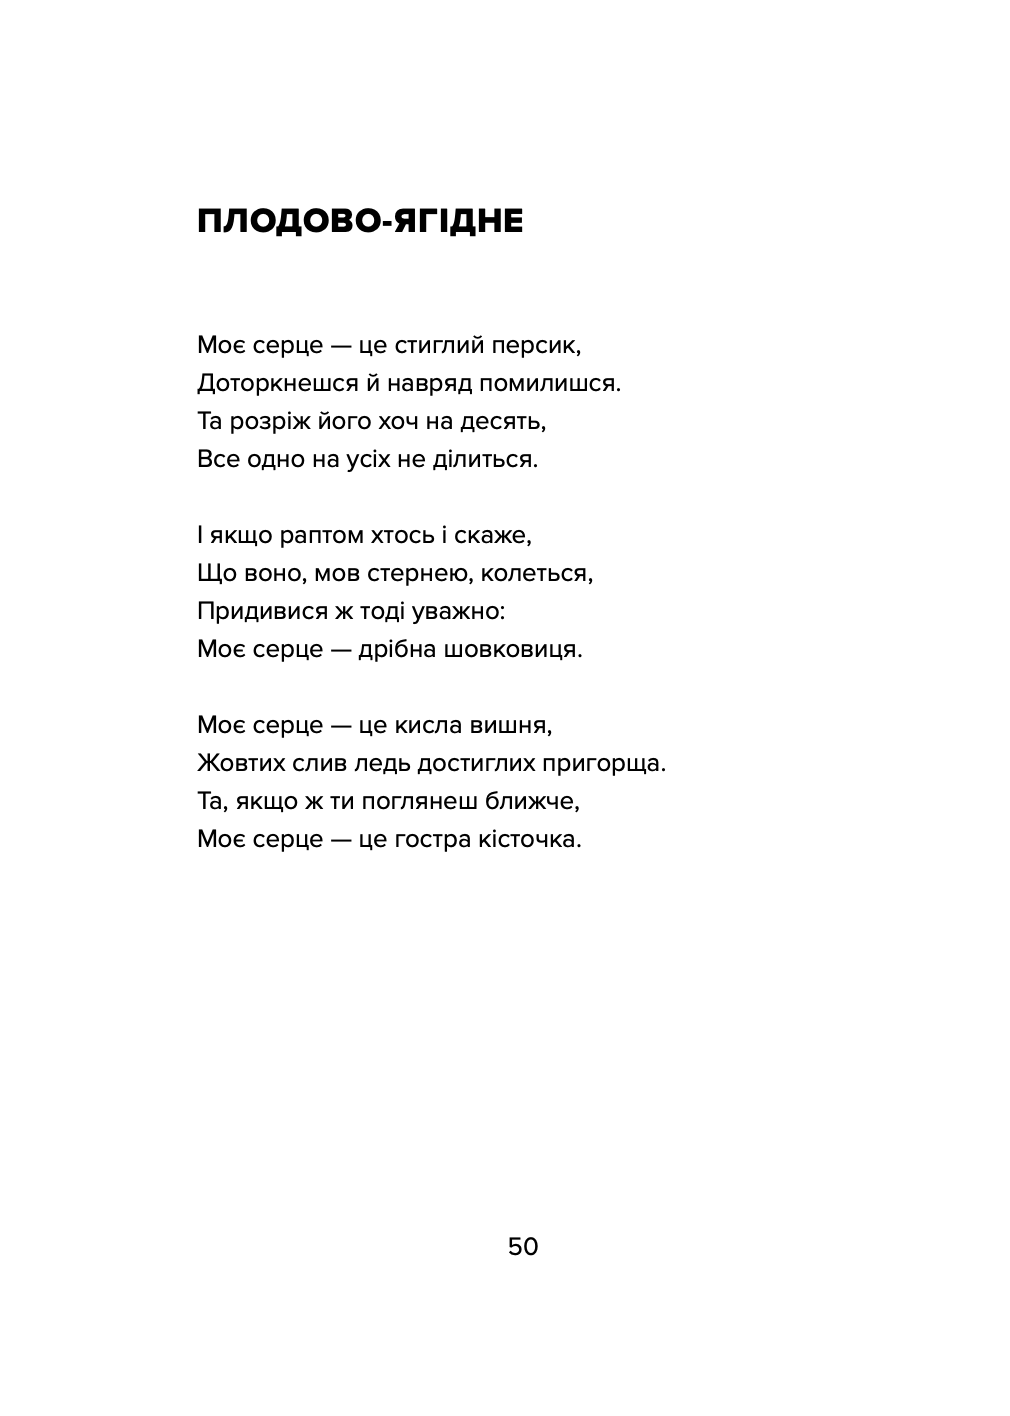 ПЛОДОВО-ЯГІДНЕ
Моє серце — це стиглий персик,
Доторкнешся й навряд помилишся.
Та розріж його хоч на десять,
Все одно на усіх не ділиться.
І якщо раптом хтось і скаже,
Що воно, мов стернею, колеться,
Придивися ж тоді уважно:
Моє серце — дрібна шовковиця.
Моє серце — це кисла вишня,
Жовтих слив ледь достиглих пригорща.
Та, якщо ж ти поглянеш ближче,
Моє серце — це гостра кісточка.
50